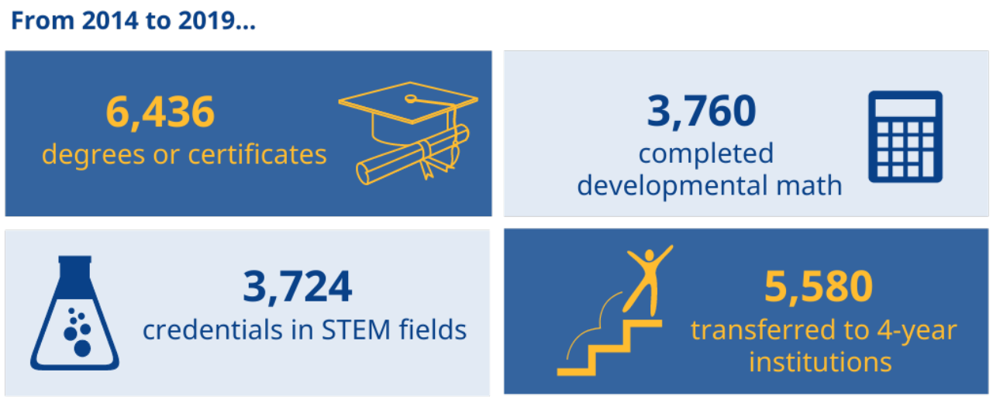 From 2014 to 2019...
6,436
degrees or certificates
3,760
completed
developmental math
3,724
credentials in STEM fields
5,580
transferred to 4-year
institutions